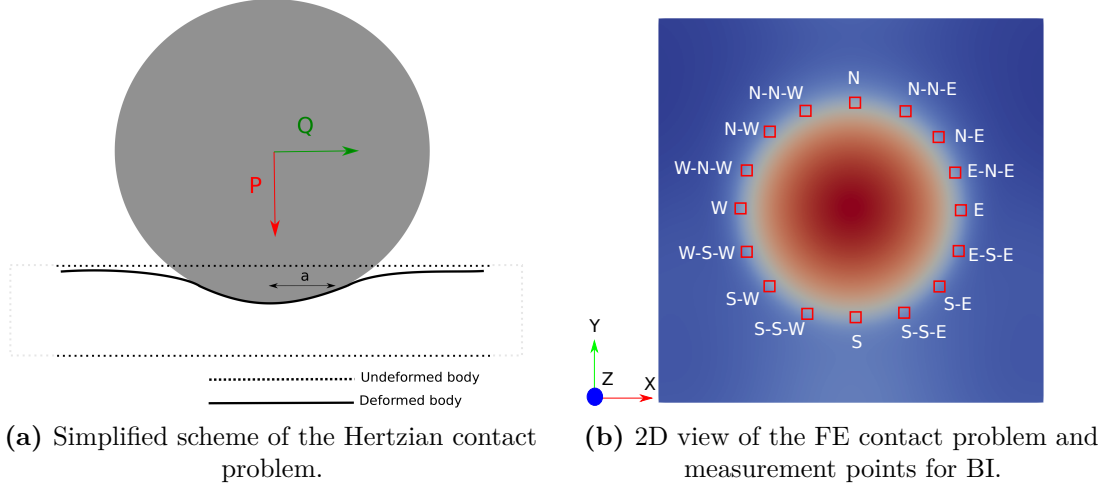 Q
P
a
Undeformed body
Deformed body
(a) Simplified scheme of the Hertzian contact
problem.
N
N-N-W
N-N-E
N-W
N-E
W-N-W
E-N-E
W
E
W-S-W
E-S-E
S-W
S-E
S-S-W
S
S-S-E
Y
Z
X
(b) 2D view of the FE contact problem and
measurement points for BI.